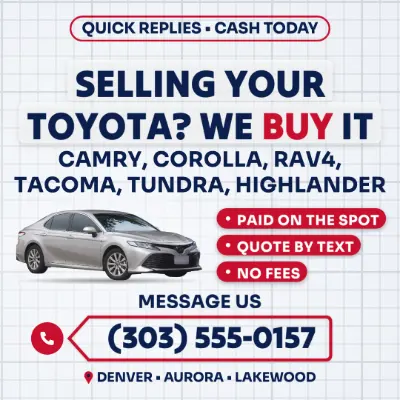 QUICK REPLIES • CASH TODAY
SELLING YOUR
TOYOTA? WE BUY IT
CAMRY, COROLLA, RAV4,
TACOMA, TUNDRA, HIGHLANDER
• PAID ON THE SPOT
• QUOTE BY TEXT
• NO FEES
MESSAGE US
(303) 555-0157
DENVER • AURORA • LAKEWOOD